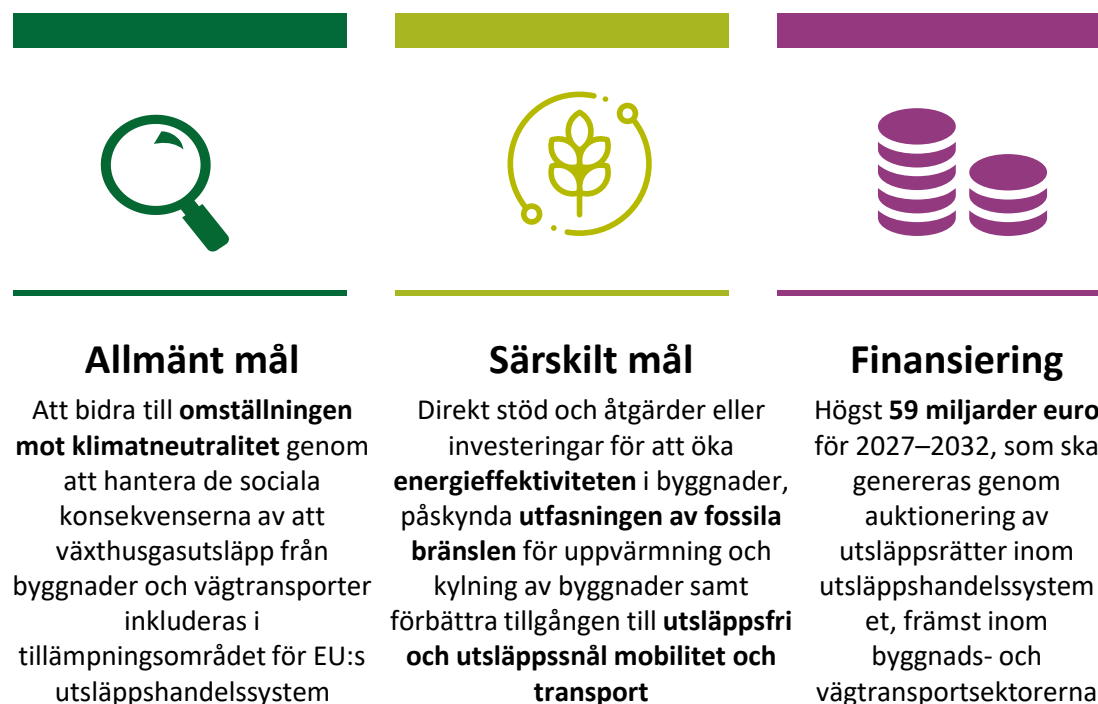 Allmänt mål
Att bidra till omställningen
mot klimatneutralitet genom
att hantera de sociala
konsekvenserna av att
växthusgasutsläpp från
byggnader och vägtransporter
inkluderas i
tillämpningsområdet för EU:s
utsläppshandelssystem
Särskilt mål
Direkt stöd och åtgärder eller
investeringar för att öka
energieffektiviteten i byggnader,
påskynda utfasningen av fossila
bränslen för uppvärmning och
kylning av byggnader samt
förbättra tillgången till utsläppsfri
och utsläppssnål mobilitet och
transport
Finansiering
Högst 59 miljarder euro
för 2027–2032, som ska
genereras genom
auktionering av
utsläppsrätter inom
utsläppshandelssystem
et, främst inom
byggnads- och
vägtransportsektorerna